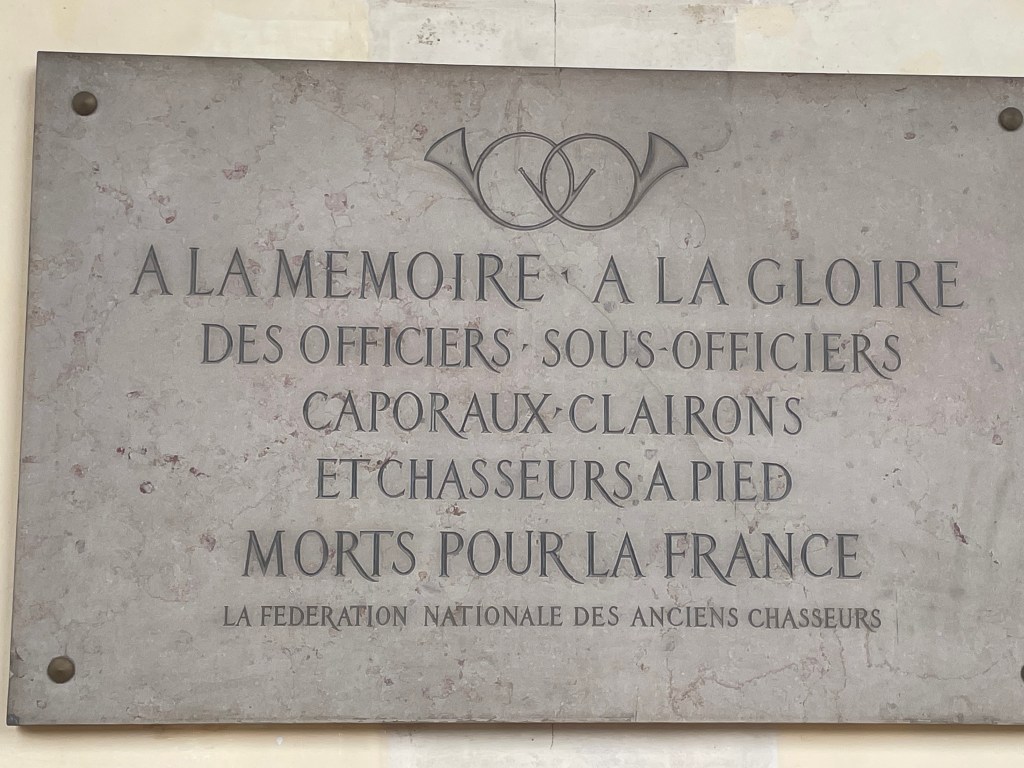 A LA MEMOIRE · A LA GLOIRE
DES OFFICIERS · SOUS-OFFICIERS
CAPORAUX · CLAIRONS
ET CHASSEURS A PIED
MORTS POUR LA FRANCE
LA FEDERATION NATIONALE DES ANCIENS CHASSEURS